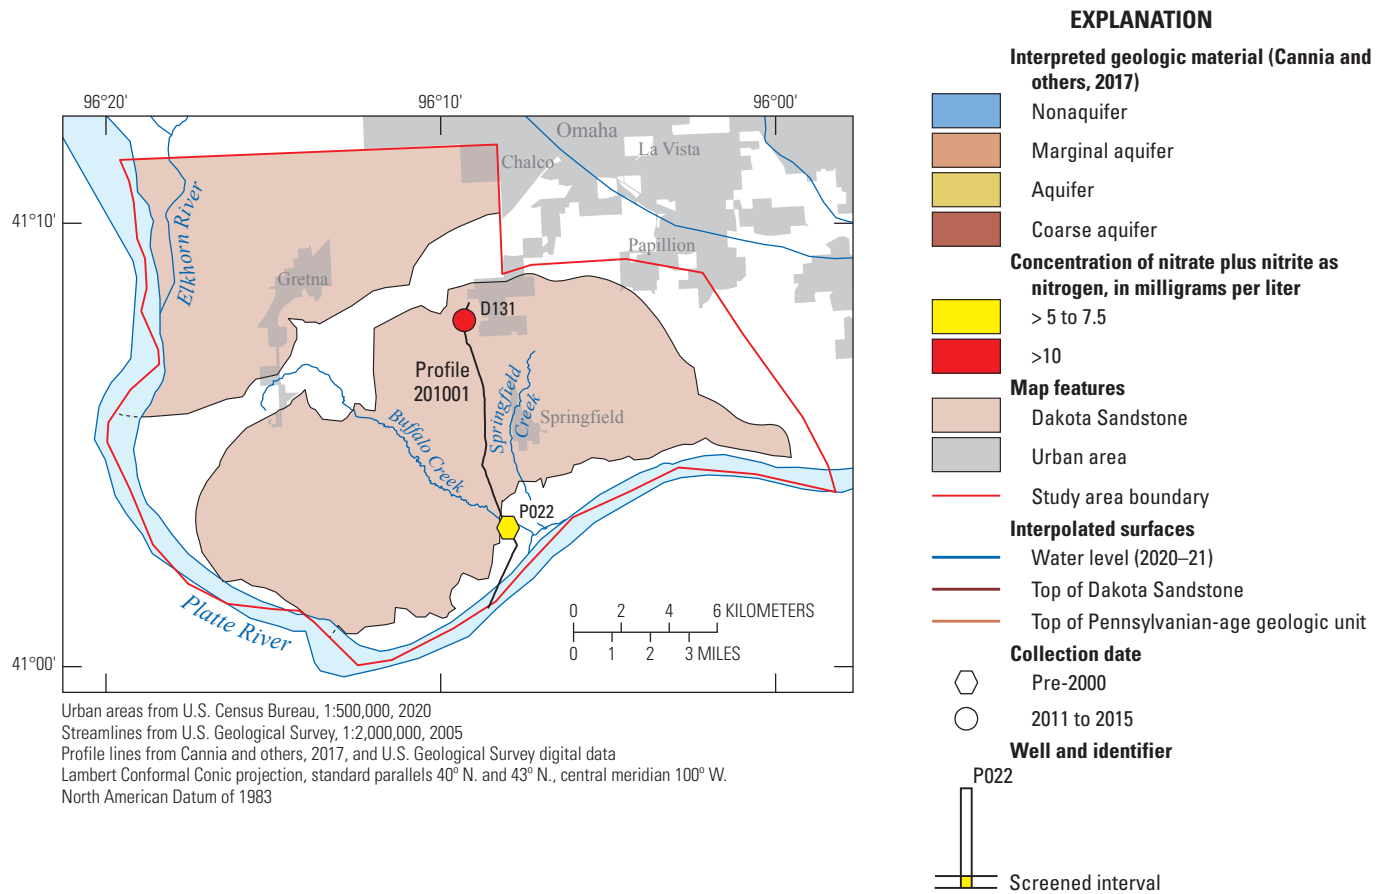 96°20'
96°10'
96°00'
41°10'
41°00'
Omaha
La Vista
Chalco
Elkhorn River
Papillion
Gretna
D131
Profile
201001
Springfield
Creek
Springfield
Buffalo Creek
P022
Platte River
0 2 4 6 KILOMETERS
0 1 2 3 MILES
Urban areas from U.S. Census Bureau, 1:500,000, 2020
Streamlines from U.S. Geological Survey, 1:2,000,000, 2005
Profile lines from Cannia and others, 2017, and U.S. Geological Survey digital data
Lambert Conformal Conic projection, standard parallels 40° N. and 43° N., central meridian 100° W.
North American Datum of 1983
EXPLANATION
Interpreted geologic material (Cannia and
others, 2017)
Nonaquifer
Marginal aquifer
Aquifer
Coarse aquifer
Concentration of nitrate plus nitrite as
nitrogen, in milligrams per liter
> 5 to 7.5
>10
Map features
Dakota Sandstone
Urban area
Study area boundary
Interpolated surfaces
Water level (2020–21)
Top of Dakota Sandstone
Top of Pennsylvanian-age geologic unit
Collection date
Pre-2000
2011 to 2015
Well and identifier
P022
Screened interval